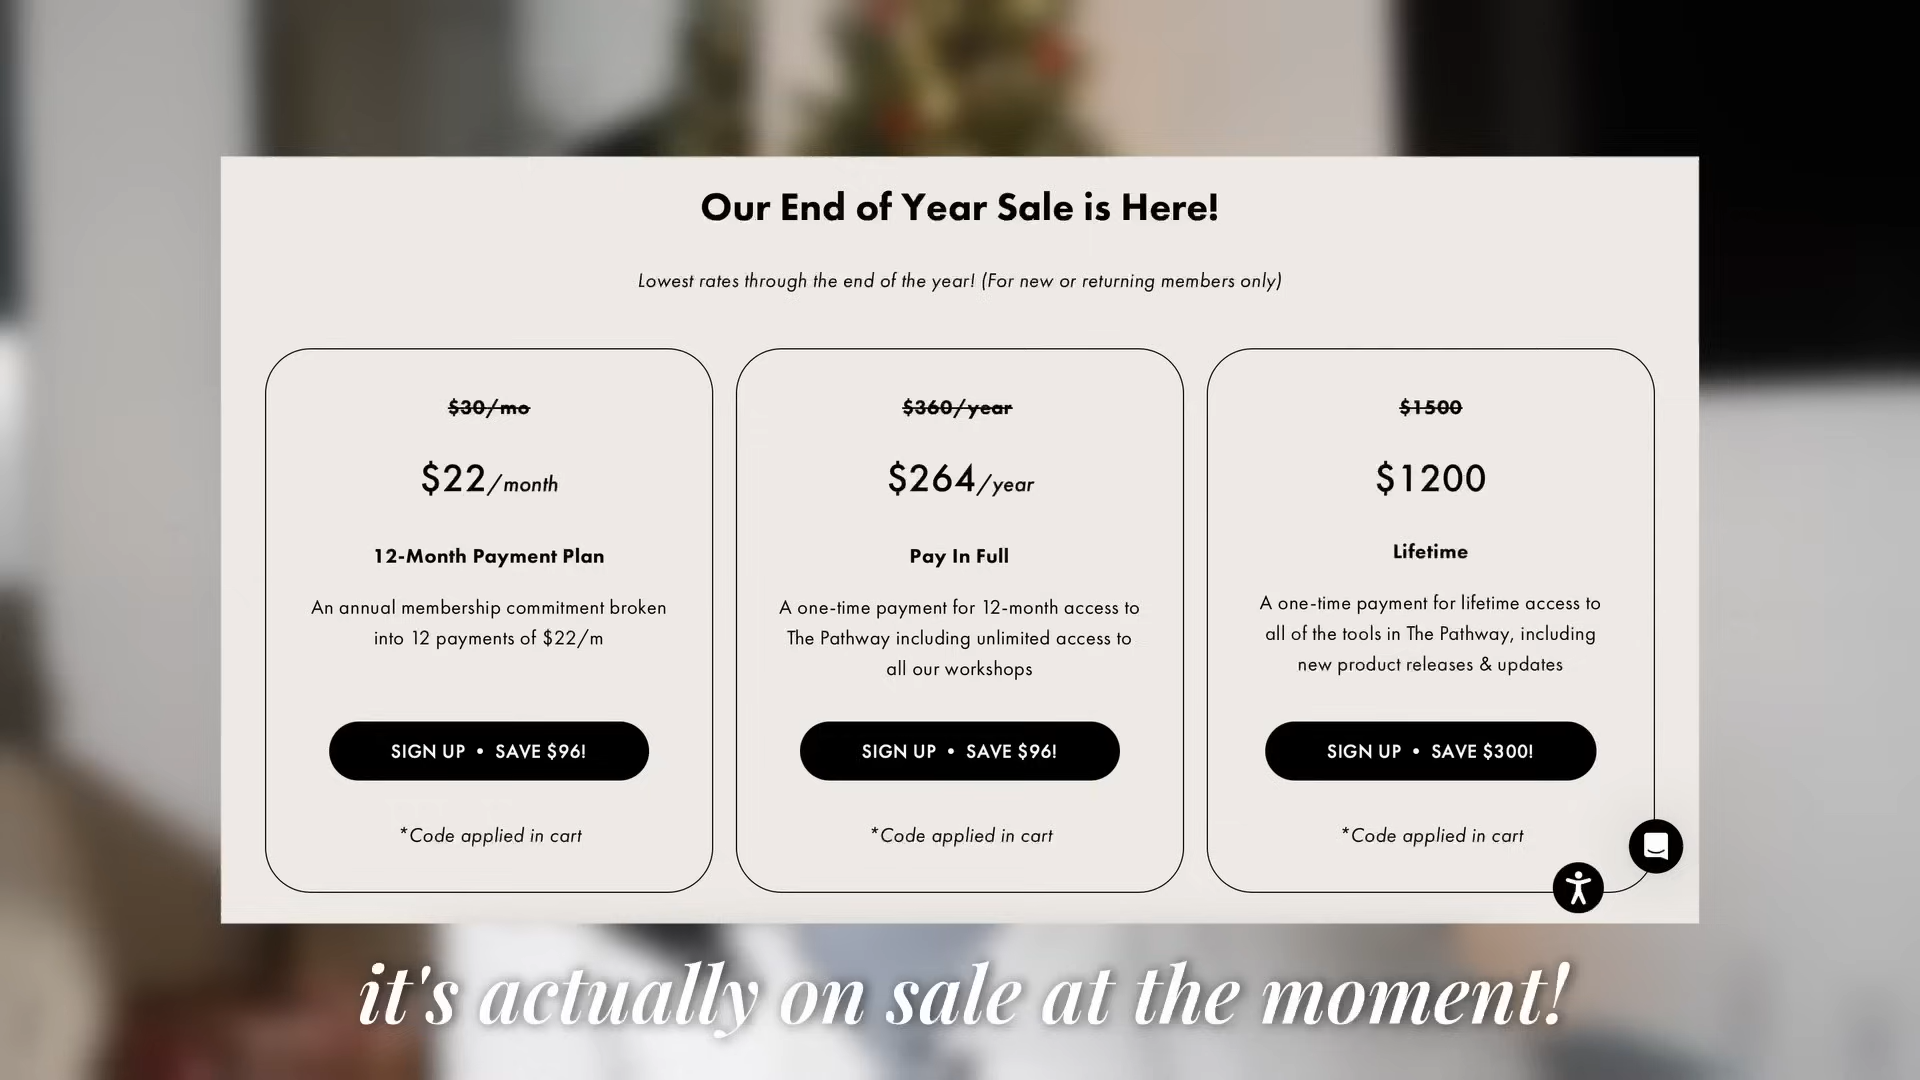 Our End of Year Sale is Here!
Lowest rates through the end of the year! (For new or returning members only)
$30/mo
$22/month
12-Month Payment Plan
An annual membership commitment broken
into 12 payments of $22/m
SIGN UP • SAVE $96!
*Code applied in cart
$360/year
$264/year
Pay In Full
A one-time payment for 12-month access to
The Pathway including unlimited access to
all our workshops
SIGN UP • SAVE $96!
*Code applied in cart
$1500
$1200
Lifetime
A one-time payment for lifetime access to
all of the tools in The Pathway, including
new product releases & updates
SIGN UP • SAVE $300!
*Code applied in cart
it's actually on sale at the moment!